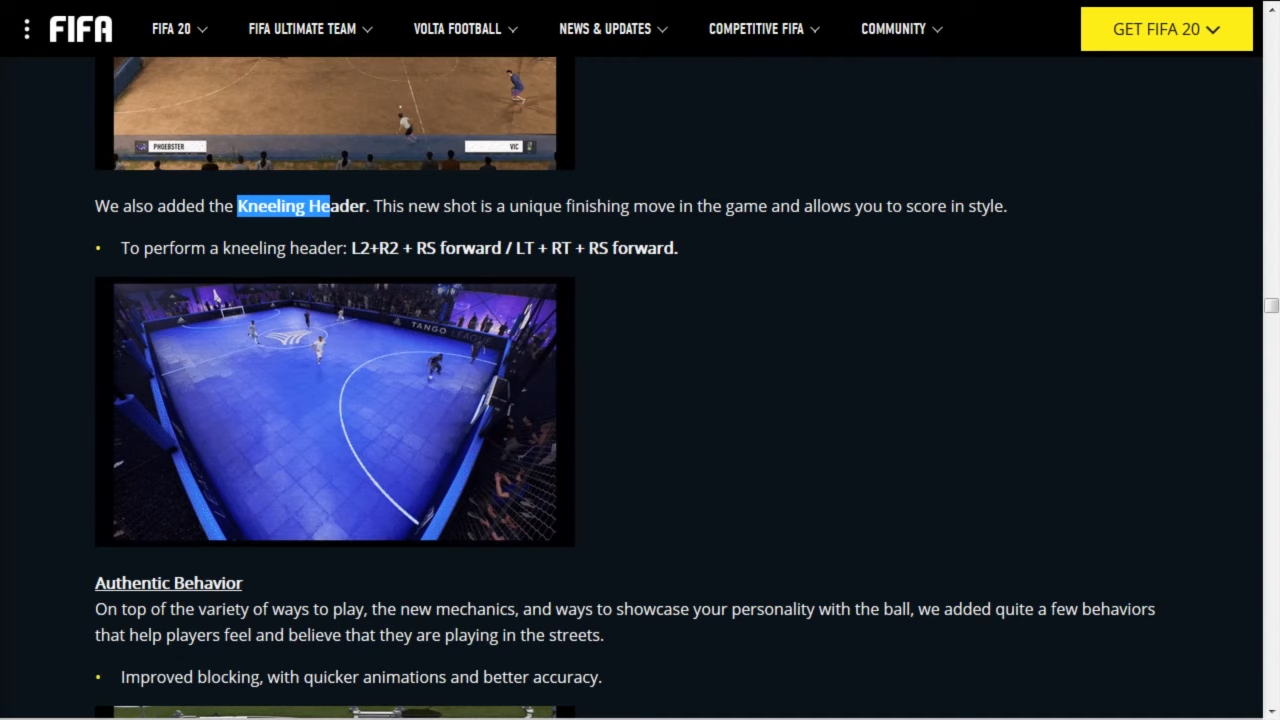 FIFA
FIFA 20
FIFA ULTIMATE TEAM
VOLTA FOOTBALL
NEWS & UPDATES
COMPETITIVE FIFA
COMMUNITY
GET FIFA 20
PHOEBSTER
VIC
We also added the Kneeling Header. This new shot is a unique finishing move in the game and allows you to score in style.
• To perform a kneeling header: L2+R2 + RS forward / LT + RT + RS forward.
TANGO LEAGUE
Authentic Behavior
On top of the variety of ways to play, the new mechanics, and ways to showcase your personality with the ball, we added quite a few behaviors
that help players feel and believe that they are playing in the streets.
• Improved blocking, with quicker animations and better accuracy.